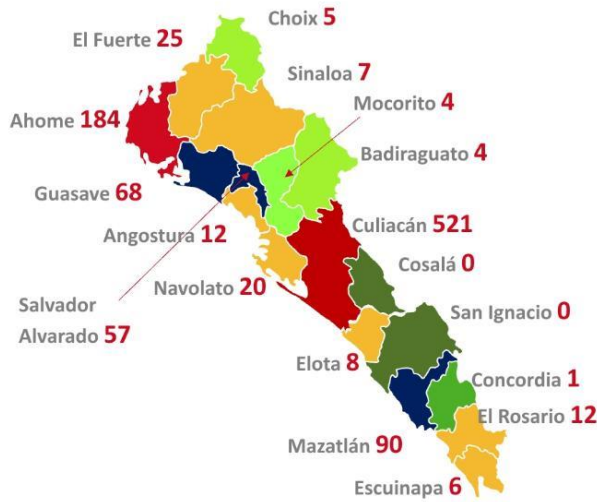 Choix 5
El Fuerte 25
Sinaloa 7
Mocorito 4
Ahome 184
Badiraguato 4
Guasave 68
Culiacán 521
Angostura 12
Cosalá 0
Navolato 20
Salvador
Alvarado 57
San Ignacio 0
Elota 8
Concordia 1
El Rosario 12
Mazatlán 90
Escuinapa 6